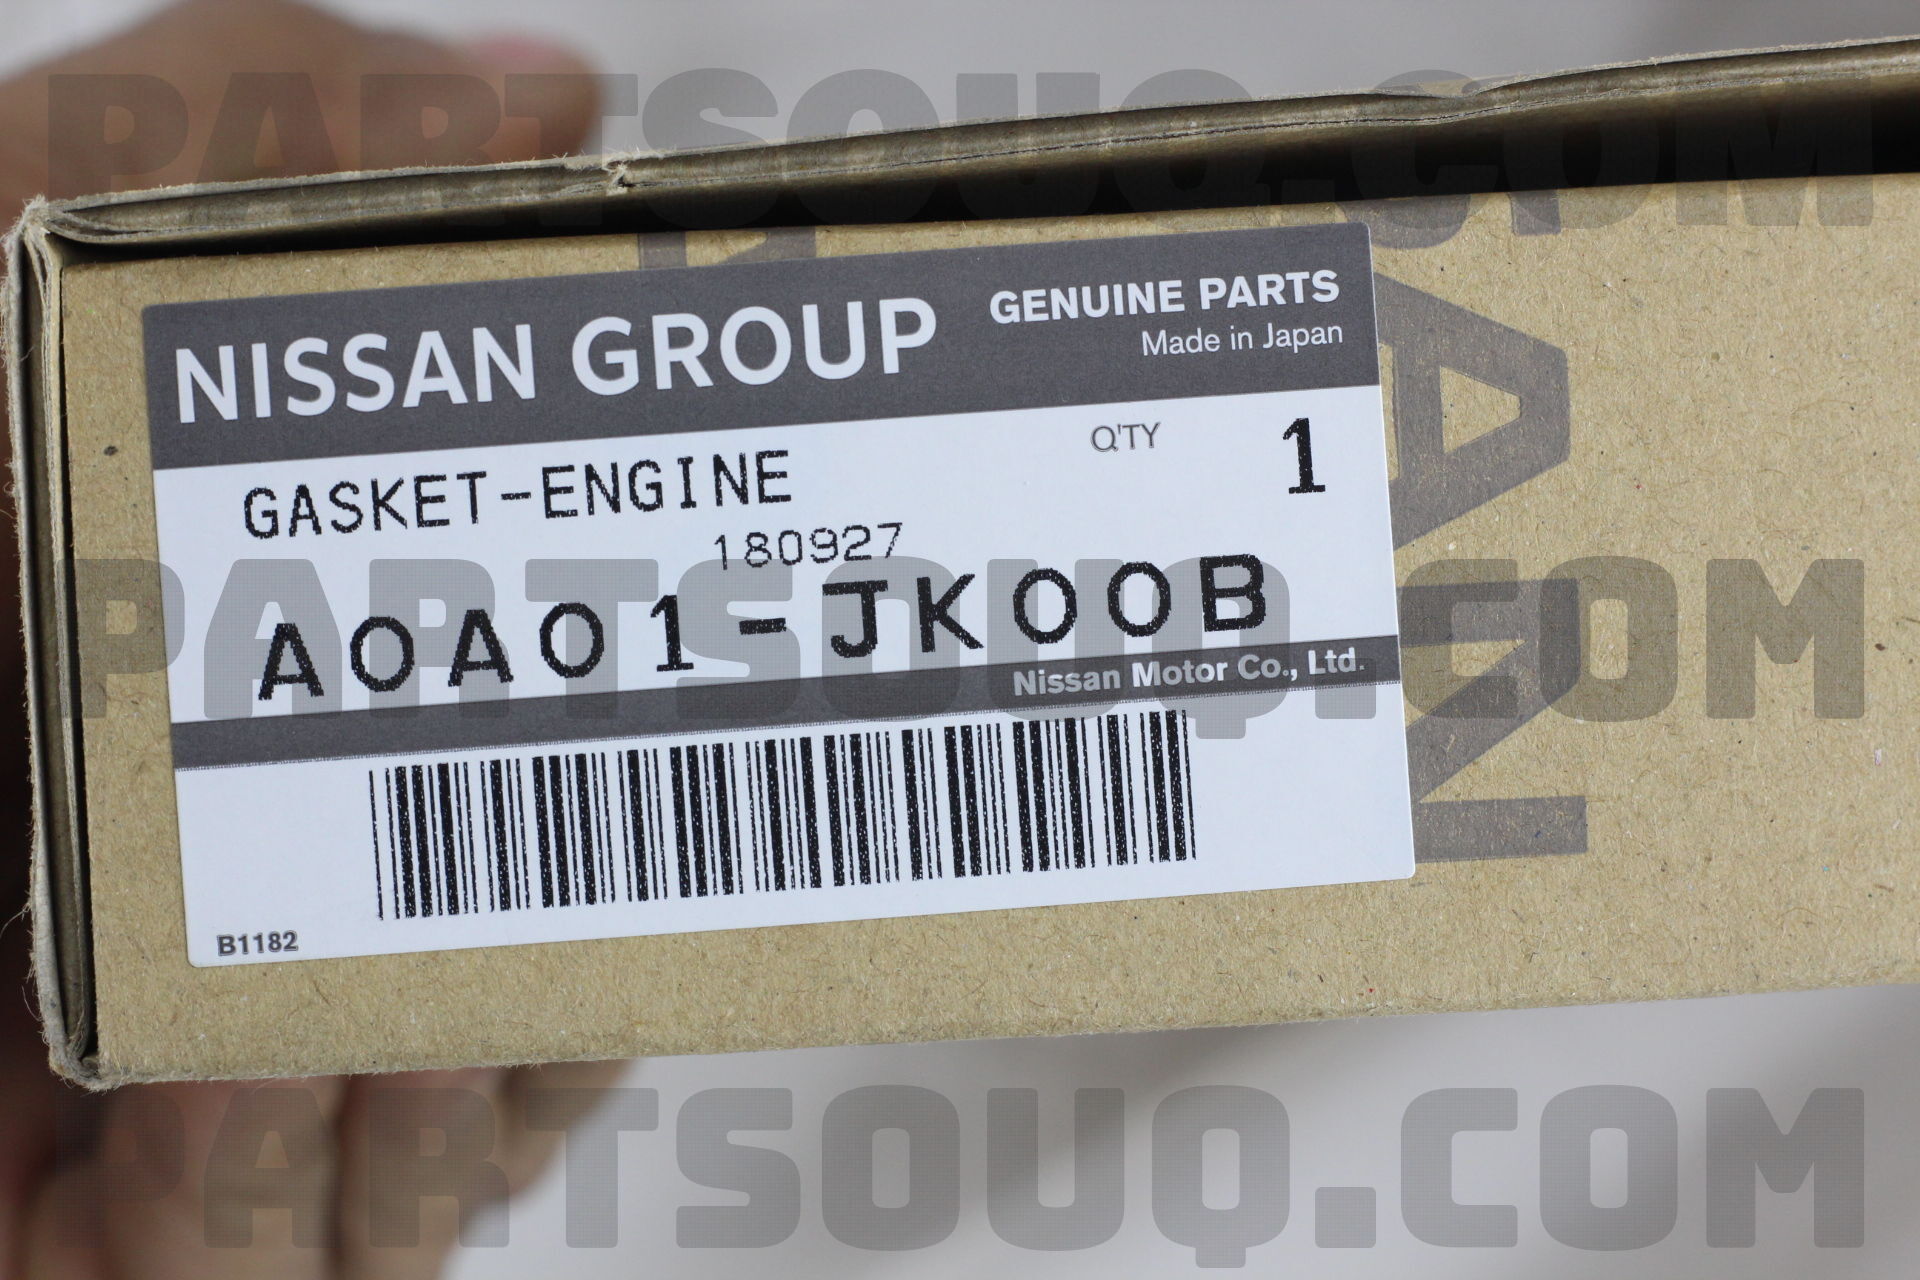 PARTSOUQ.COM
NISSAN GROUP
GENUINE PARTS
Made in Japan
GASKET-ENGINE
Q'TY 1
180927
A0A01-JK00B
PARTSOUQ.COM
Nissan Motor Co., Ltd.
B1182
PARTSOUQ.COM